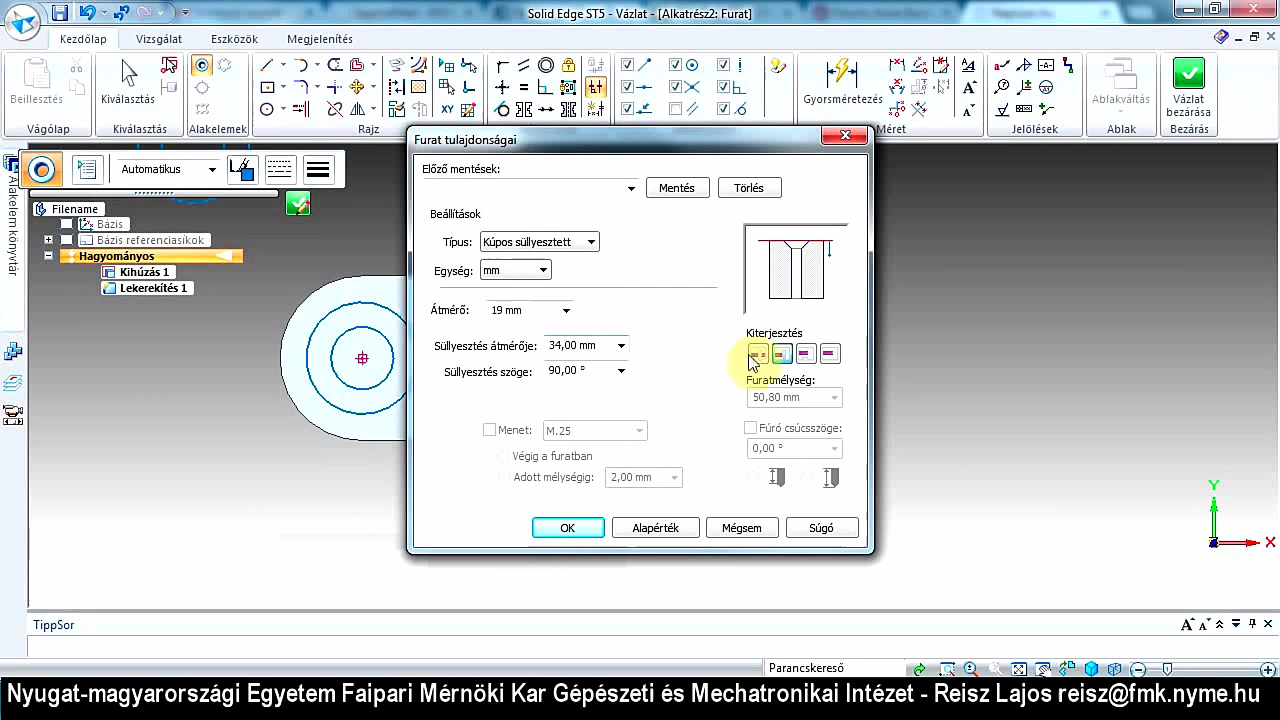 Solid Edge ST5 - Vázlat - [Alkatrész2: Furat]
Kezdőlap
Vizsgálat
Eszközök
Megjelenítés
Beillesztés
Kiválasztás
Gyorsméretezés
Ablakváltás
Vázlat bezárása
Vágólap
Kiválasztás
Alakelemek
Rajz
Méret
Jelölések
Ablak
Bezárás
Automatikus
Alakelem könyvtár
Filename
Bázis
Bázis referenciasíkok
Hagyományos
Kihúzás 1
Lekerekítés 1
Furat tulajdonságai
Előző mentések:
Mentés
Törlés
Beállítások
Típus: Kúpos süllyesztett
Egység: mm
Átmérő: 19 mm
Süllyesztés átmérője: 34,00 mm
Süllyesztés szöge: 90,00 °
Menet: M.25
Végig a furatban
Adott mélységig: 2,00 mm
Kiterjesztés
Furatmélység:
50,80 mm
Fúró csúcsszöge:
0,00 °
OK
Alapérték
Mégsem
Súgó
Y
X
TippSor
Parancskereső
Nyugat-magyarországi Egyetem Faipari Mérnöki Kar Gépészeti és Mechatronikai Intézet - Reisz Lajos reisz@fmk.nyme.hu